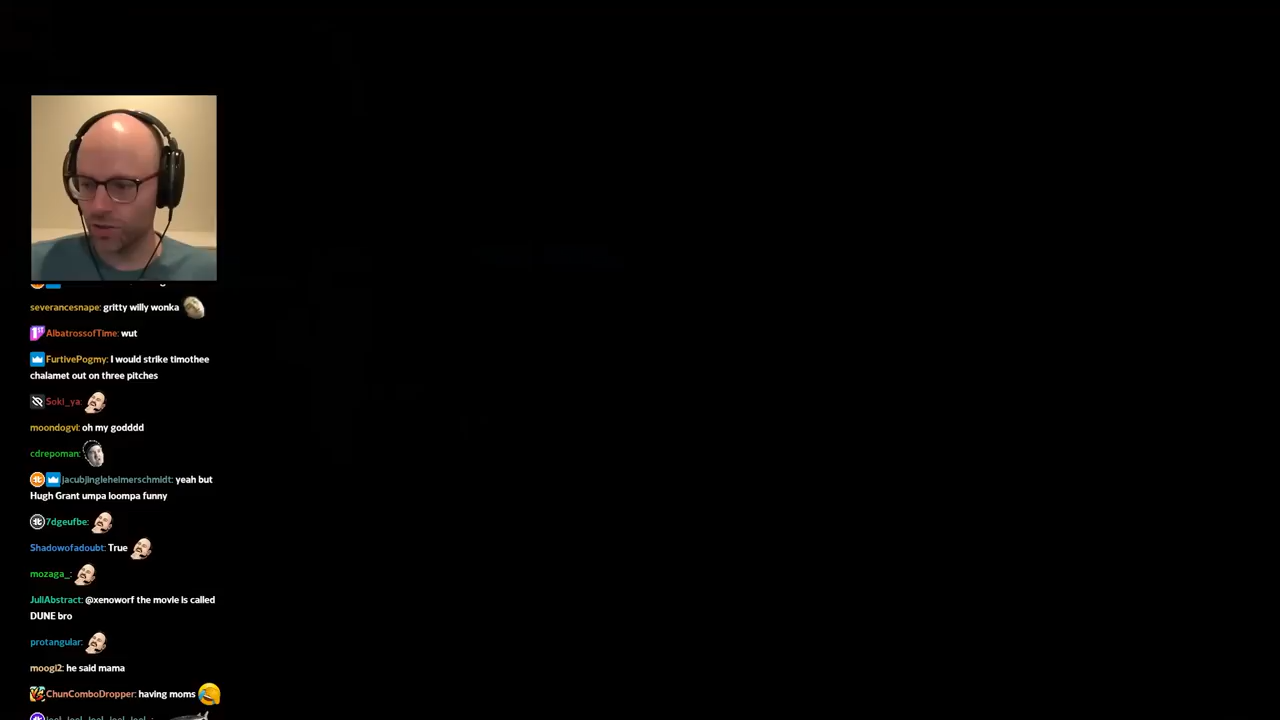 severancesnape: gritty willy wonka
AlbatrossofTime: wut
FurtivePogmy: I would strike timothee
chalamet out on three pitches
Soki_ya:
moondogvi: oh my godddd
cdrepoman:
jacubjingleheimerschmidt: yeah but
Hugh Grant umpa loompa funny
7dgeufbe:
Shadowofadoubt: True
mozaga_:
JullAbstract: @xenoworf the movie is called
DUNE bro
protangular:
moogl2: he said mama
ChunComboDropper: having moms